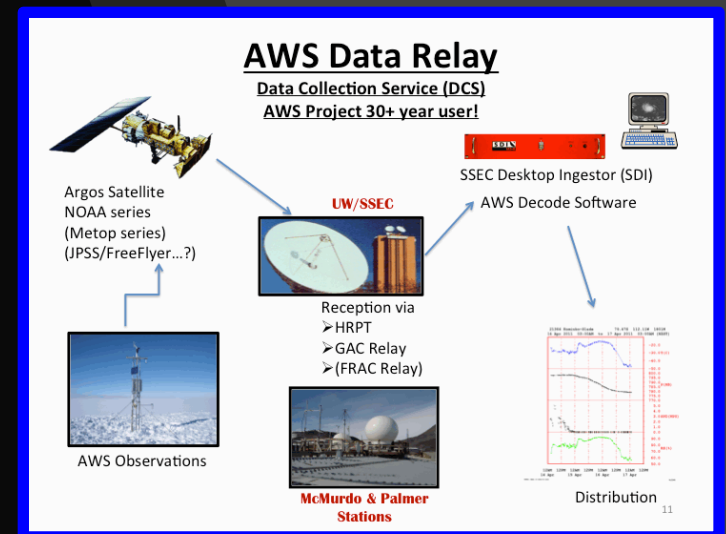 AWS Data Relay
Data Collection Service (DCS)
AWS Project 30+ year user!
Argos Satellite
NOAA series
(Metop series)
(JPSS/FreeFlyer...?)
UW/SSEC
SDI
SSEC Desktop Ingestor (SDI)
AWS Decode Software
Reception via
➢HRPT
➢GAC Relay
➢(FRAC Relay)
AWS Observations
McMurdo & Palmer
Stations
Distribution
11